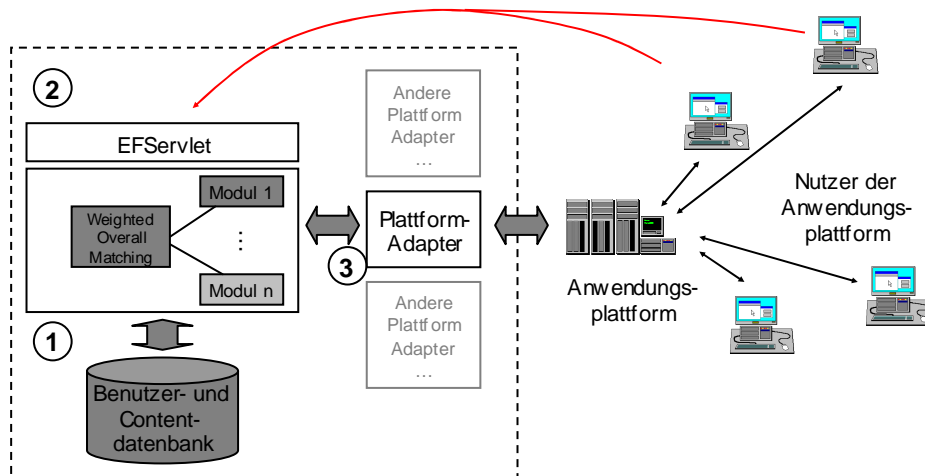 2
EFServlet
Modul 1
Weighted
Overall
Matching
⋮
Modul n
1
Benutzer- und
Content-
datenbank
Andere
Plattform
Adapter
...
Plattform-
Adapter
3
Andere
Plattform
Adapter
...
Anwendungs-
plattform
Nutzer der
Anwendungs-
plattform